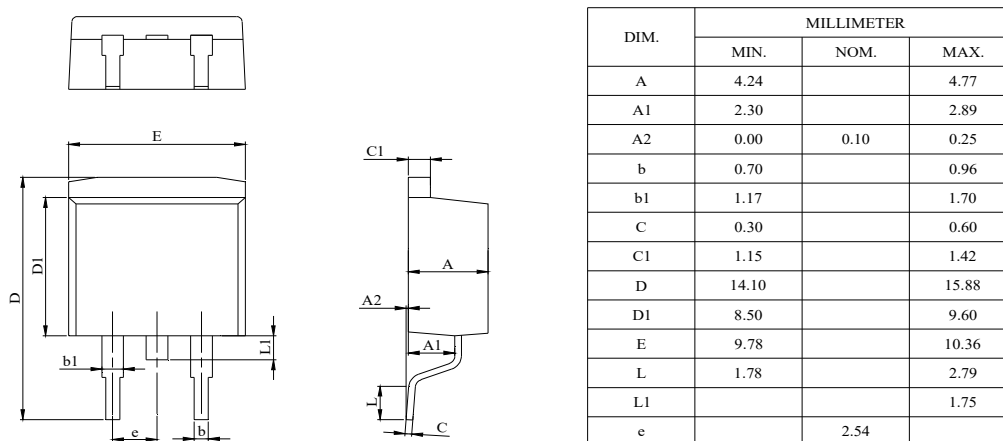 E
D
D1
L1
b1
e
b
C1
A
A2
A1
L
C
DIM. MILLIMETER
MIN. NOM. MAX.
A 4.24 4.77
A1 2.30 2.89
A2 0.00 0.10 0.25
b 0.70 0.96
b1 1.17 1.70
C 0.30 0.60
C1 1.15 1.42
D 14.10 15.88
D1 8.50 9.60
E 9.78 10.36
L 1.78 2.79
L1 1.75
e 2.54